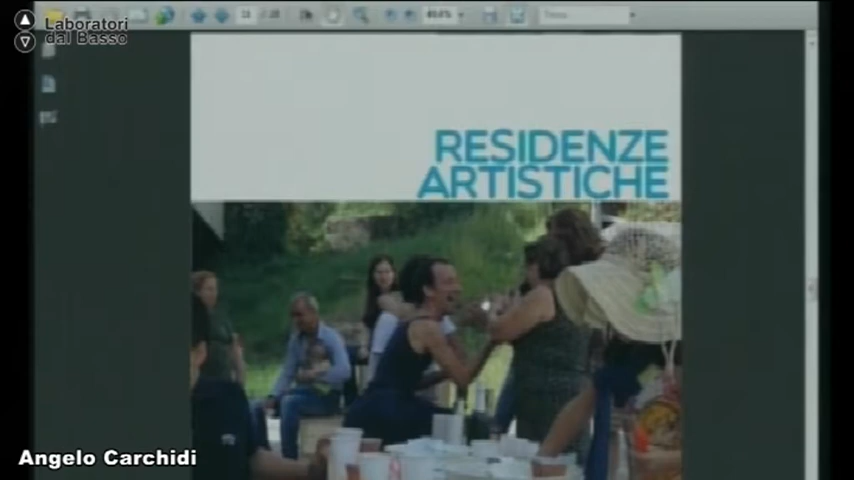 Laboratori
dal Basso
RESIDENZE
ARTISTICHE
Angelo Carchidi